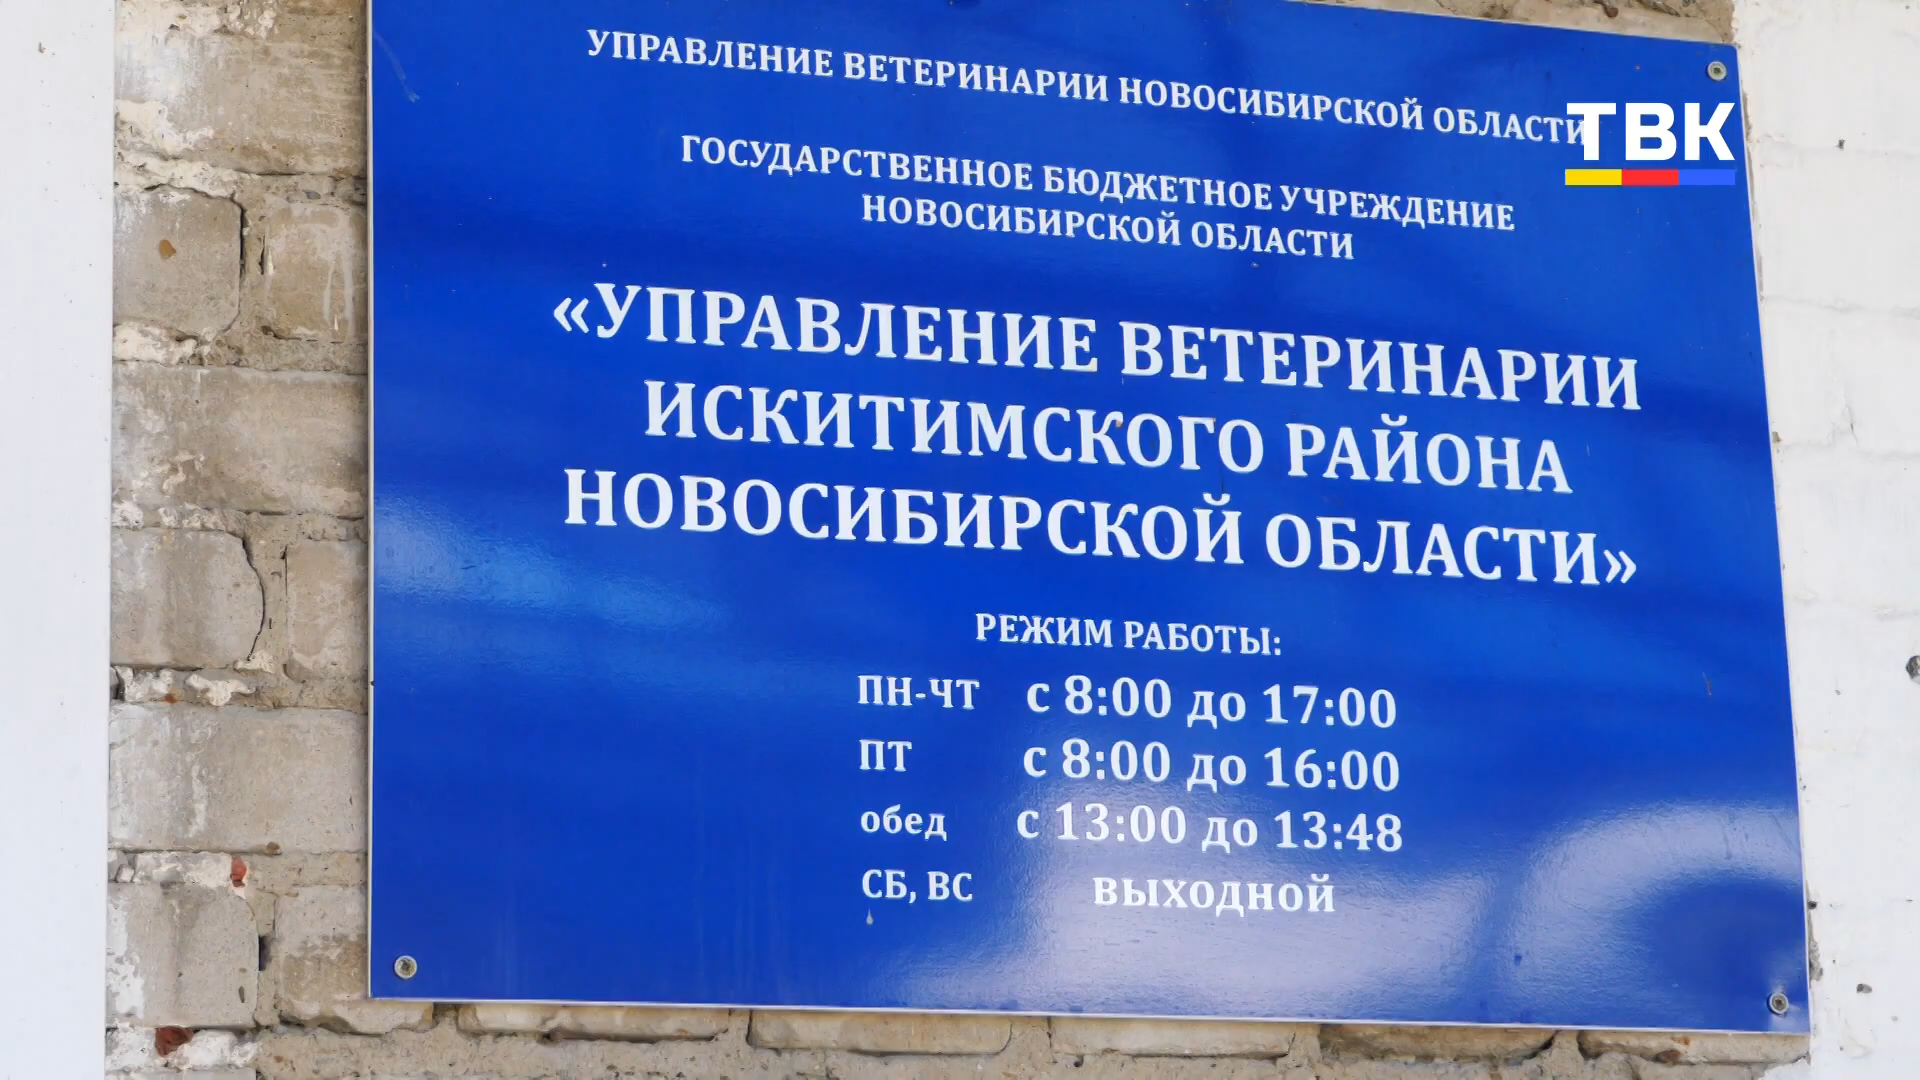 УПРАВЛЕНИЕ ВЕТЕРИНАРИИ НОВОСИБИРСКОЙ ОБЛАСТИ
ТВК
ГОСУДАРСТВЕННОЕ БЮДЖЕТНОЕ УЧРЕЖДЕНИЕ
НОВОСИБИРСКОЙ ОБЛАСТИ
«УПРАВЛЕНИЕ ВЕТЕРИНАРИИ
ИСКИТИМСКОГО РАЙОНА
НОВОСИБИРСКОЙ ОБЛАСТИ»
РЕЖИМ РАБОТЫ:
ПН-ЧТ с 8:00 до 17:00
ПТ с 8:00 до 16:00
обед с 13:00 до 13:48
СБ, ВС выходной